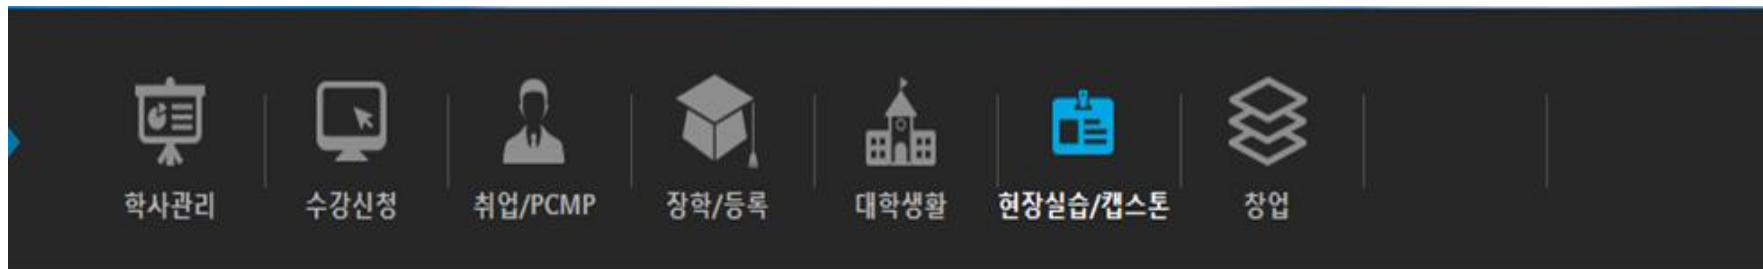 학사관리
수강신청
취업/PCMP
장학/등록
대학생활
현장실습/캡스톤
창업